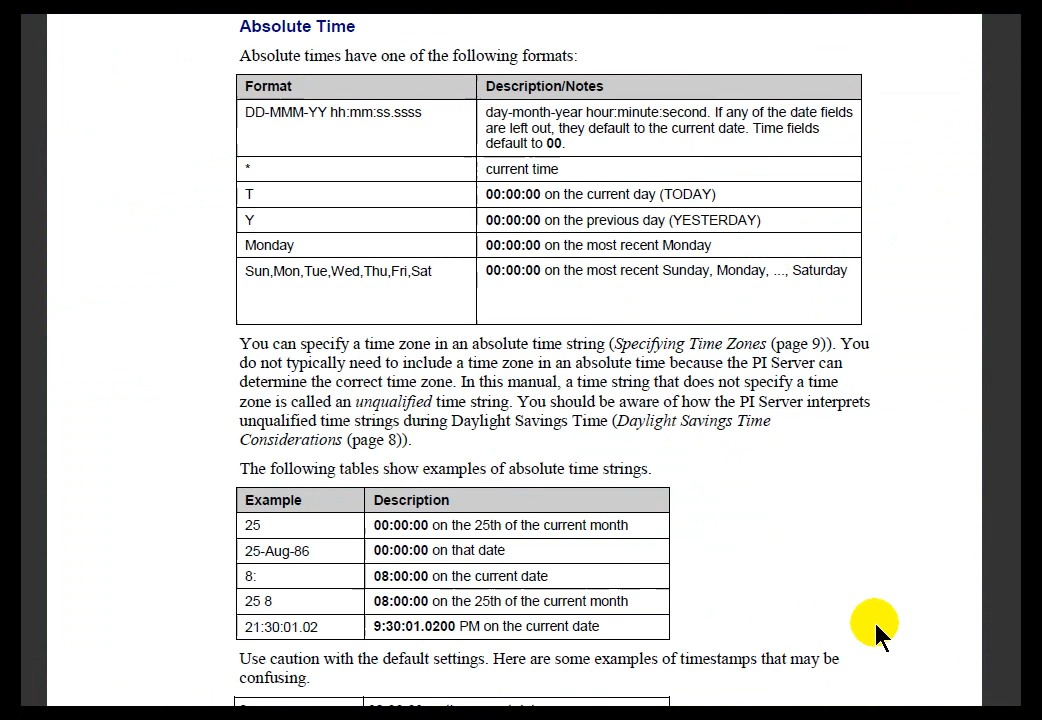 Absolute Time
Absolute times have one of the following formats:
Format Description/Notes
DD-MMM-YY hh:mm:ss.ssss day-month-year hour:minute:second. If any of the date fields
are left out, they default to the current date. Time fields
default to 00.
* current time
T 00:00:00 on the current day (TODAY)
Y 00:00:00 on the previous day (YESTERDAY)
Monday 00:00:00 on the most recent Monday
Sun,Mon,Tue,Wed,Thu,Fri,Sat 00:00:00 on the most recent Sunday, Monday, ..., Saturday
You can specify a time zone in an absolute time string (Specifying Time Zones (page 9)). You
do not typically need to include a time zone in an absolute time because the PI Server can
determine the correct time zone. In this manual, a time string that does not specify a time
zone is called an unqualified time string. You should be aware of how the PI Server interprets
unqualified time strings during Daylight Savings Time (Daylight Savings Time
Considerations (page 8)).
The following tables show examples of absolute time strings.
Example Description
25 00:00:00 on the 25th of the current month
25-Aug-86 00:00:00 on that date
8: 08:00:00 on the current date
25 8 08:00:00 on the 25th of the current month
21:30:01.02 9:30:01.0200 PM on the current date
Use caution with the default settings. Here are some examples of timestamps that may be
confusing.